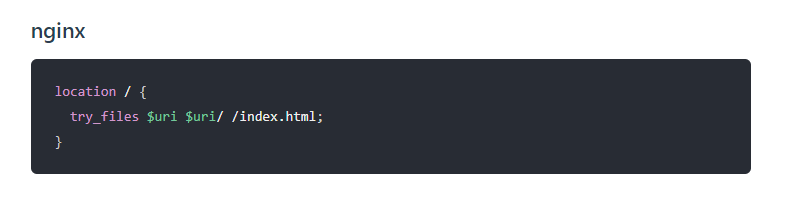 nginx
location / {
  try_files $uri $uri/ /index.html;
}